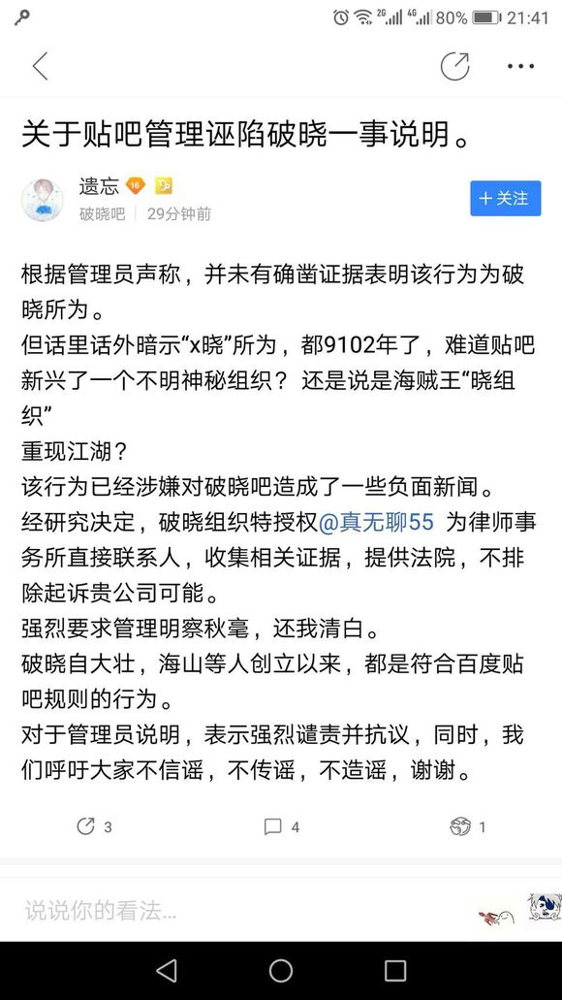 2G 4G 80% 21:41
关于贴吧管理诬陷破晓一事说明。
遗忘 16
+关注
破晓吧 29分钟前
根据管理员声称，并未有确凿证据表明该行为为破
晓所为。
但话里话外暗示“x晓”所为，都9102年了，难道贴吧
新兴了一个不明神秘组织？ 还是说是海贼王“晓组
织”
重现江湖？
该行为已经涉嫌对破晓吧造成了一些负面新闻。
经研究决定，破晓组织特授权@真无聊55 为律师事
务所直接联系人，收集相关证据，提供法院，不排
除起诉贵公司可能。
强烈要求管理明察秋毫，还我清白。
破晓自大壮，海山等人创立以来，都是符合百度贴
吧规则的行为。
对于管理员说明，表示强烈谴责并抗议，同时，我
们呼吁大家不信谣，不传谣，不造谣，谢谢。
3 4 1
说说你的看法...